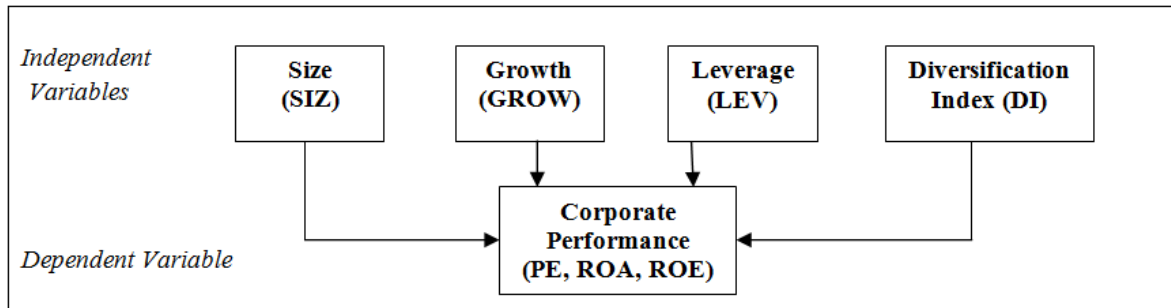 Independent
Variables
Size
(SIZ)
Growth
(GROW)
Leverage
(LEV)
Diversification
Index (DI)
Corporate
Performance
(PE, ROA, ROE)
Dependent Variable